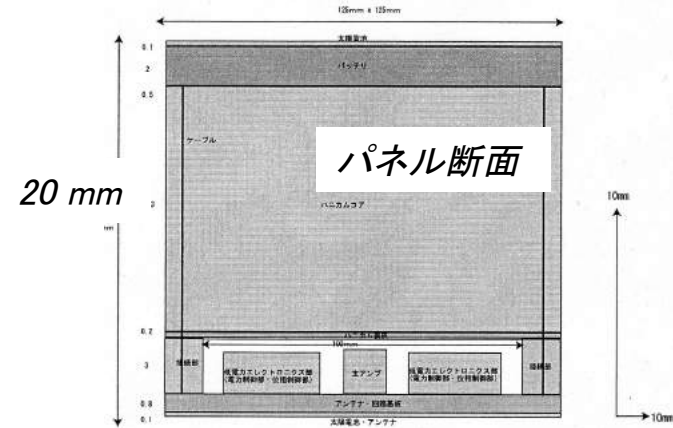 125mm x 125mm
太陽電池
0.1
2
バッテリ
0.5
ケーブル
パネル断面
20 mm
ハニカムコア
10mm
0.2
100mm
3
接続部
低電力エレクトロニクス部
(電力制御部・位相制御部)
主アンプ
低電力エレクトロニクス部
(電力制御部・位相制御部)
接続部
0.8
アンテナ・回路基板
0.1
太陽電池・アンテナ
10mm